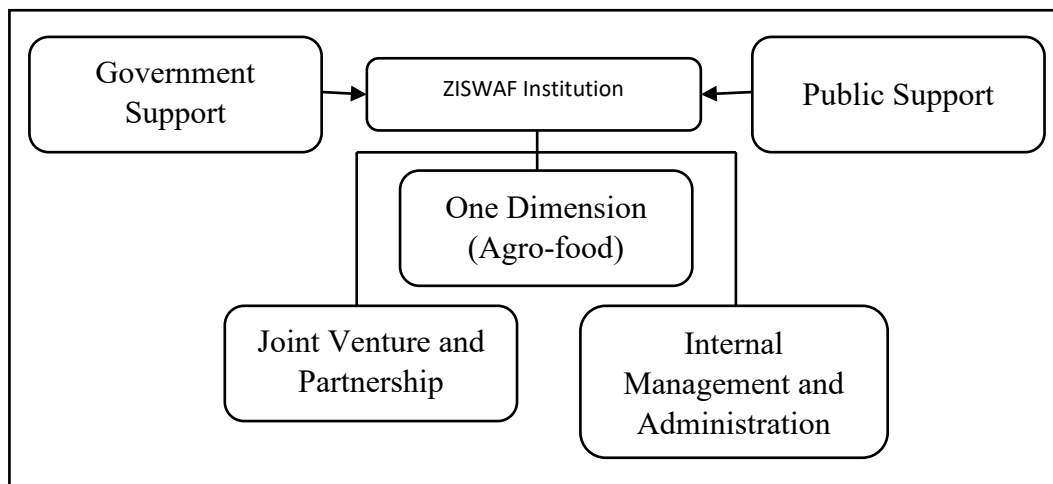 Government
Support
ZISWAF Institution
Public Support
One Dimension
(Agro-food)
Joint Venture and
Partnership
Internal
Management and
Administration